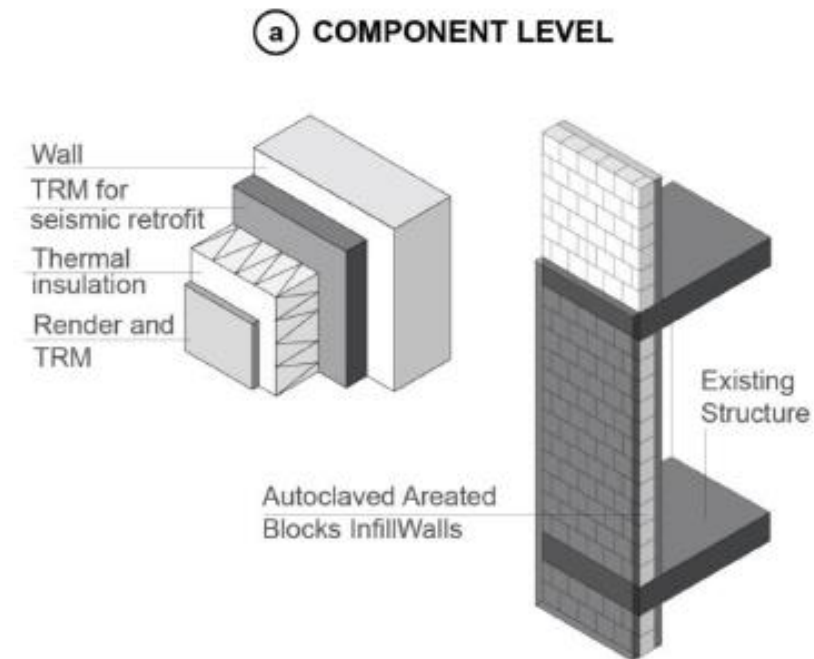 a COMPONENT LEVEL
Wall
TRM for
seismic retrofit
Thermal
insulation
Render and
TRM
Existing
Structure
Autoclaved Areated
Blocks InfillWalls